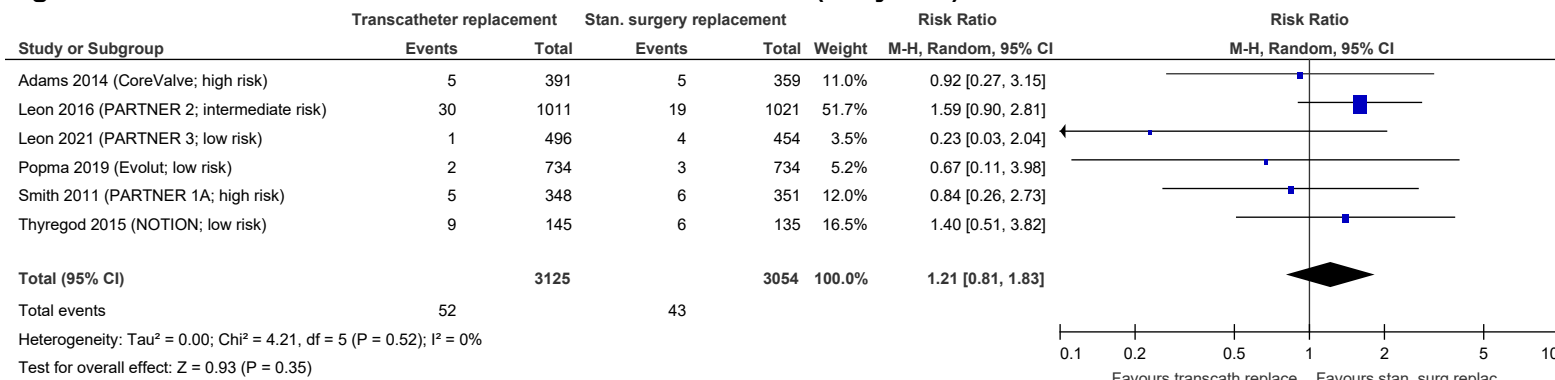 Transcatheter replacement Stan. surgery replacement Risk Ratio Risk Ratio
Study or Subgroup Events Total Events Total Weight M-H, Random, 95% CI M-H, Random, 95% CI
Adams 2014 (CoreValve; high risk) 5 391 5 359 11.0% 0.92 [0.27, 3.15]
Leon 2016 (PARTNER 2; intermediate risk) 30 1011 19 1021 51.7% 1.59 [0.90, 2.81]
Leon 2021 (PARTNER 3; low risk) 1 496 4 454 3.5% 0.23 [0.03, 2.04]
Popma 2019 (Evolut; low risk) 2 734 3 734 5.2% 0.67 [0.11, 3.98]
Smith 2011 (PARTNER 1A; high risk) 5 348 6 351 12.0% 0.84 [0.26, 2.73]
Thyregod 2015 (NOTION; low risk) 9 145 6 135 16.5% 1.40 [0.51, 3.82]
Total (95% CI) 3125 3054 100.0% 1.21 [0.81, 1.83]
Total events 52 43
Heterogeneity: Tau² = 0.00; Chi² = 4.21, df = 5 (P = 0.52); I² = 0%
Test for overall effect: Z = 0.93 (P = 0.35)
0.1 0.2 0.5 1 2 5 10
Favours transcath replace Favours stan. surg replac